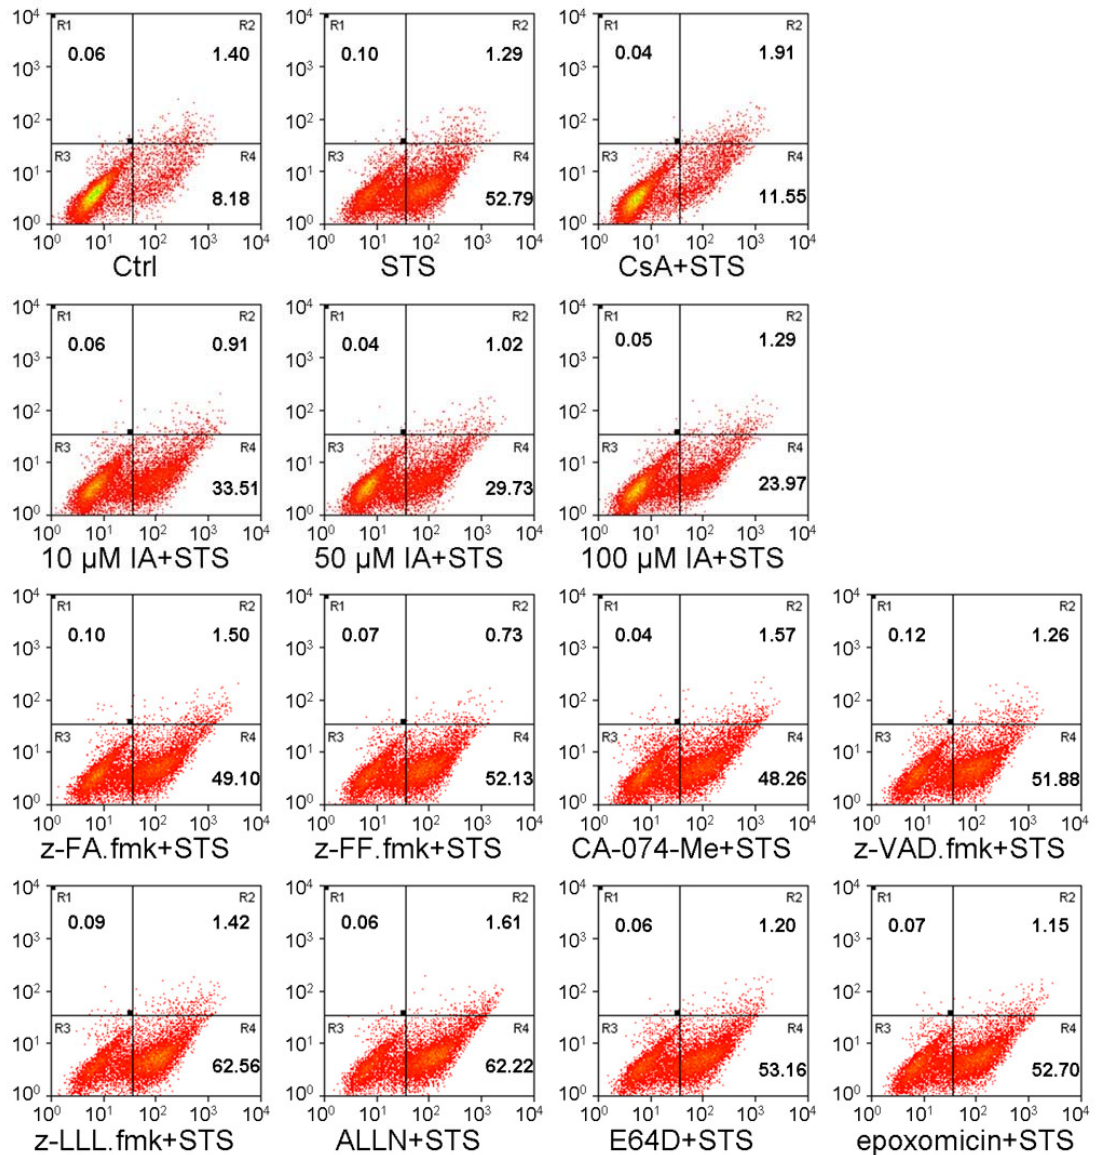 10⁴ R1 R2 10⁴ R1 R2 10⁴ R1 R2
0.06 1.40 0.10 1.29 0.04 1.91
10³ 10³ 10³
10² 10² 10²
R3 R4 R3 R4 R3 R4
10¹ 10¹ 10¹
8.18 52.79 11.55
10⁰ 10⁰ 10⁰
10⁰ 10¹ 10² 10³ 10⁴ 10⁰ 10¹ 10² 10³ 10⁴ 10⁰ 10¹ 10² 10³ 10⁴
Ctrl STS CsA+STS
10⁴ R1 R2 10⁴ R1 R2 10⁴ R1 R2
0.06 0.91 0.04 1.02 0.05 1.29
10³ 10³ 10³
10² 10² 10²
R3 R4 R3 R4 R3 R4
10¹ 10¹ 10¹
33.51 29.73 23.97
10⁰ 10⁰ 10⁰
10⁰ 10¹ 10² 10³ 10⁴ 10⁰ 10¹ 10² 10³ 10⁴ 10⁰ 10¹ 10² 10³ 10⁴
10 µM IA+STS 50 µM IA+STS 100 µM IA+STS
10⁴ R1 R2 10⁴ R1 R2 10⁴ R1 R2 10⁴ R1 R2
0.10 1.50 0.07 0.73 0.04 1.57 0.12 1.26
10³ 10³ 10³ 10³
10² 10² 10² 10²
R3 R4 R3 R4 R3 R4 R3 R4
10¹ 10¹ 10¹ 10¹
49.10 52.13 48.26 51.88
10⁰ 10⁰ 10⁰ 10⁰
10⁰ 10¹ 10² 10³ 10⁴ 10⁰ 10¹ 10² 10³ 10⁴ 10⁰ 10¹ 10² 10³ 10⁴ 10⁰ 10¹ 10² 10³ 10⁴
z-FA.fmk+STS z-FF.fmk+STS CA-074-Me+STS z-VAD.fmk+STS
10⁴ R1 R2 10⁴ R1 R2 10⁴ R1 R2 10⁴ R1 R2
0.09 1.42 0.06 1.61 0.06 1.20 0.07 1.15
10³ 10³ 10³ 10³
10² 10² 10² 10²
R3 R4 R3 R4 R3 R4 R3 R4
10¹ 10¹ 10¹ 10¹
62.56 62.22 53.16 52.70
10⁰ 10⁰ 10⁰ 10⁰
10⁰ 10¹ 10² 10³ 10⁴ 10⁰ 10¹ 10² 10³ 10⁴ 10⁰ 10¹ 10² 10³ 10⁴ 10⁰ 10¹ 10² 10³ 10⁴
z-LLL.fmk+STS ALLN+STS E64D+STS epoxomicin+STS